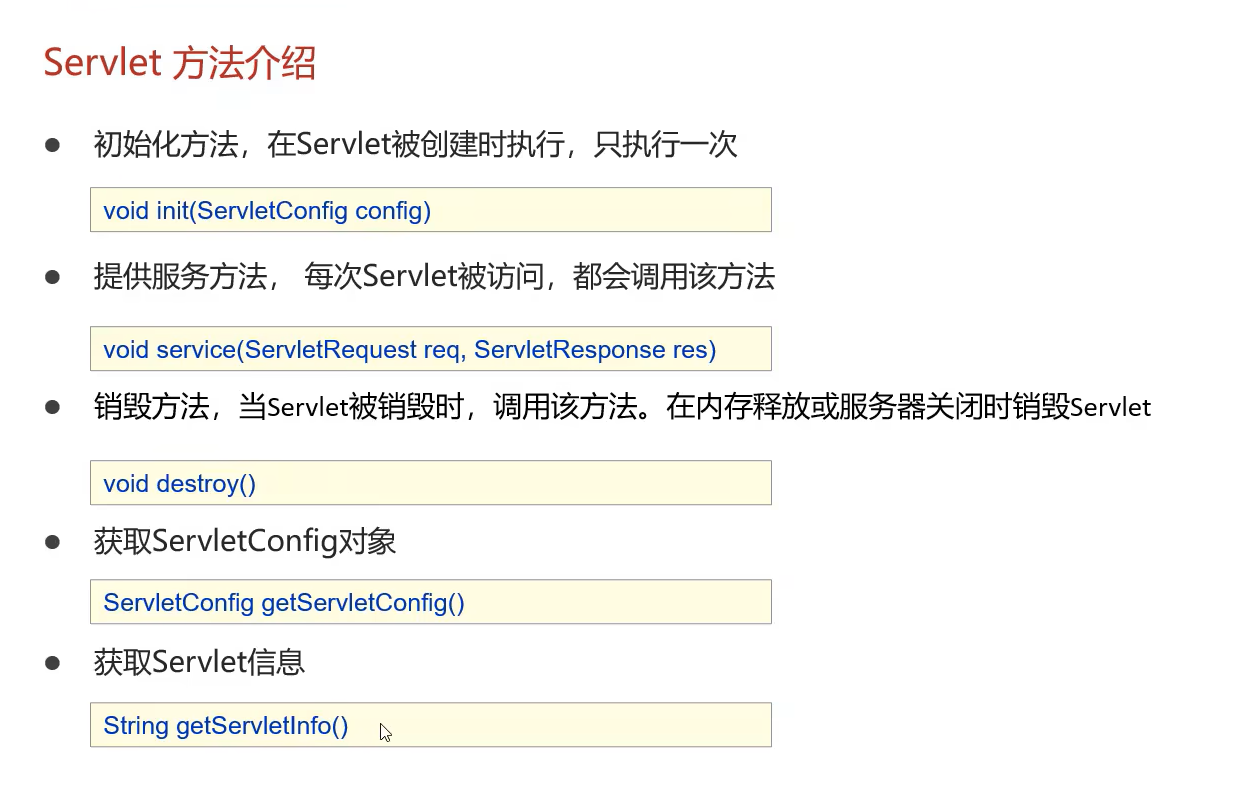 Servlet 方法介绍
初始化方法，在Servlet被创建时执行，只执行一次
void init(ServletConfig config)
提供服务方法， 每次Servlet被访问，都会调用该方法
void service(ServletRequest req, ServletResponse res)
销毁方法，当Servlet被销毁时，调用该方法。在内存释放或服务器关闭时销毁Servlet
void destroy()
获取ServletConfig对象
ServletConfig getServletConfig()
获取Servlet信息
String getServletInfo()